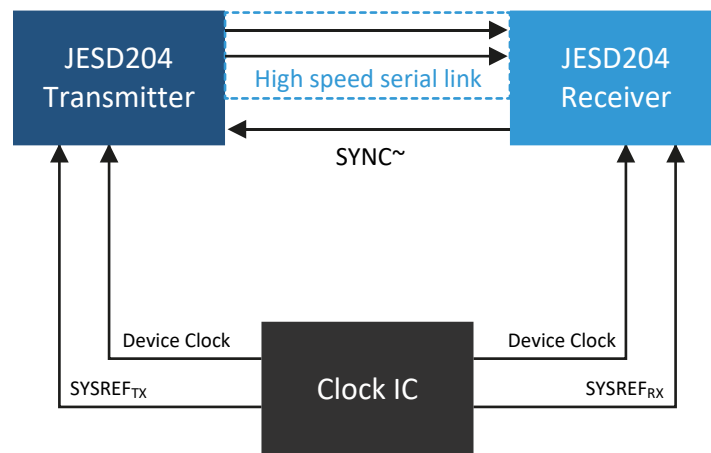 JESD204
Transmitter
High speed serial link
JESD204
Receiver
SYNC~
Device Clock
Device Clock
SYSREFTX
Clock IC
SYSREFRX